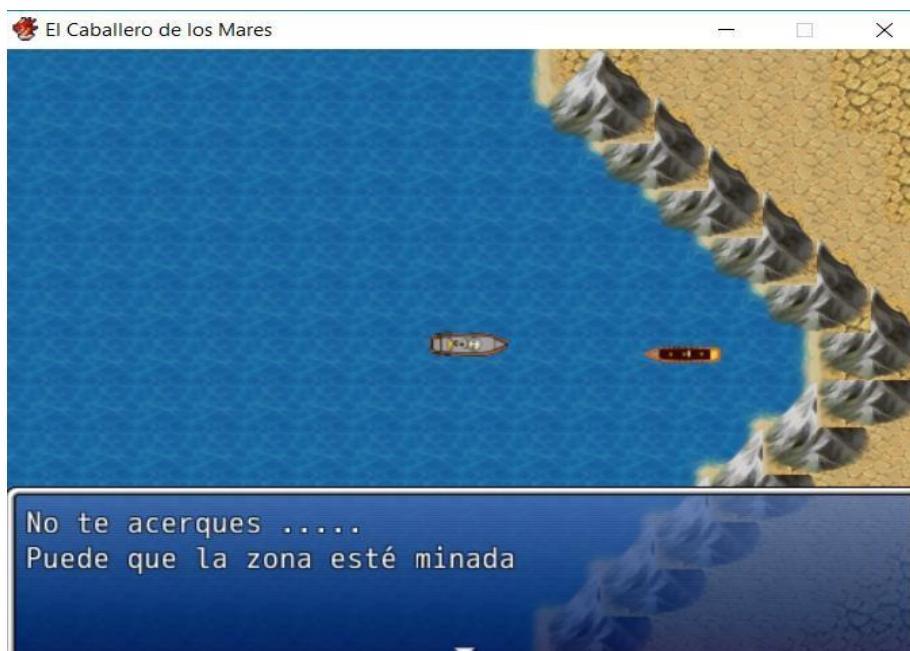 El Caballero de los Mares
No te acerques .....
Puede que la zona esté minada